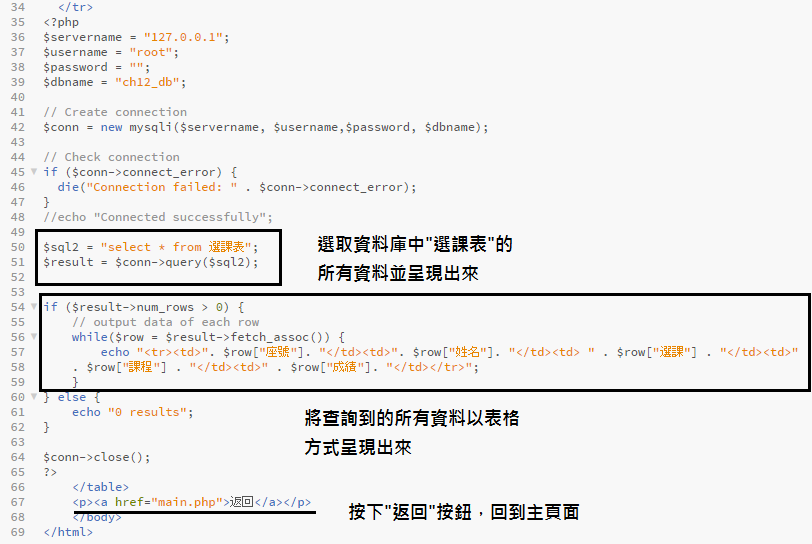 34   </tr>
35 <?php
36 $servername = "127.0.0.1";
37 $username = "root";
38 $password = "";
39 $dbname = "ch12_db";
40
41 // Create connection
42 $conn = new mysqli($servername, $username,$password, $dbname);
43
44 // Check connection
45 if ($conn->connect_error) {
46   die("Connection failed: " . $conn->connect_error);
47 }
48 //echo "Connected successfully";
49
50 $sql2 = "select * from 選課表";
51 $result = $conn->query($sql2);
52
選取資料庫中"選課表"的
所有資料並呈現出來
53
54 if ($result->num_rows > 0) {
55     // output data of each row
56     while($row = $result->fetch_assoc()) {
57         echo "<tr><td>". $row["座號"]. "</td><td>". $row["姓名"]. "</td><td> " . $row["選課"] . "</td><td>"
58     . $row["課程"] . "</td><td>" . $row["成績"]. "</td></tr>";
59     }
60 } else {
61     echo "0 results";
62 }
將查詢到的所有資料以表格
方式呈現出來
63
64 $conn->close();
65 ?>
66     </table>
67     <p><a href="main.php">返回</a></p>
按下"返回"按鈕，回到主頁面
68     </body>
69 </html>